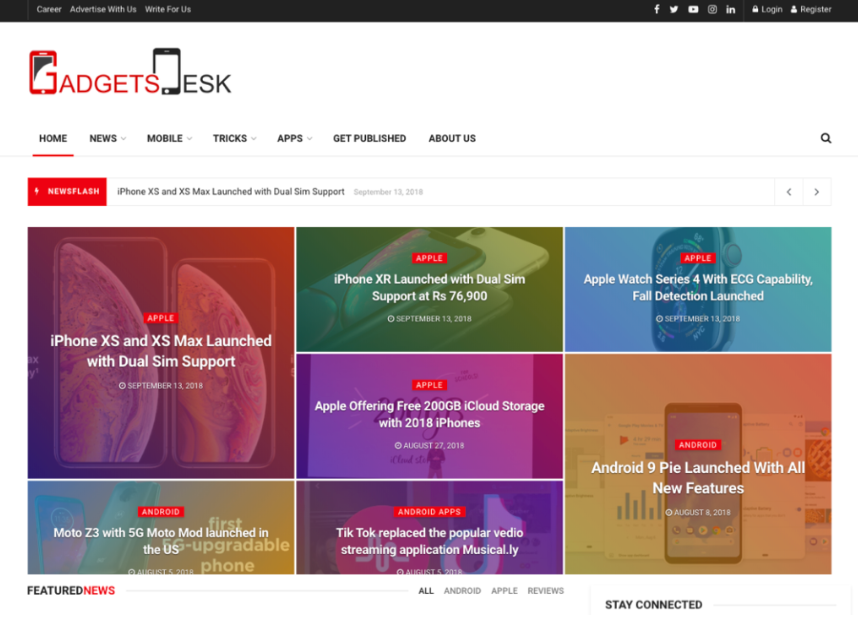 Career Advertise With Us Write For Us
Login Register
GADGETS DESK
HOME NEWS MOBILE TRICKS APPS GET PUBLISHED ABOUT US
NEWSFLASH iPhone XS and XS Max Launched with Dual Sim Support September 13, 2018
APPLE
iPhone XS and XS Max Launched
with Dual Sim Support
SEPTEMBER 13, 2018
APPLE
iPhone XR Launched with Dual Sim
Support at Rs 76,900
SEPTEMBER 13, 2018
APPLE
Apple Watch Series 4 With ECG Capability,
Fall Detection Launched
SEPTEMBER 13, 2018
APPLE
Apple Offering Free 200GB iCloud Storage
with 2018 iPhones
AUGUST 27, 2018
200GB
ANDROID
Android 9 Pie Launched With All
New Features
AUGUST 8, 2018
ANDROID
Moto Z3 with 5G Moto Mod launched in
the US
AUGUST 5, 2018
first
5G-upgradable
phone
ANDROID APPS
Tik Tok replaced the popular vedio
streaming application Musical.ly
AUGUST 5, 2018
FEATUREDNEWS ALL ANDROID APPLE REVIEWS
STAY CONNECTED